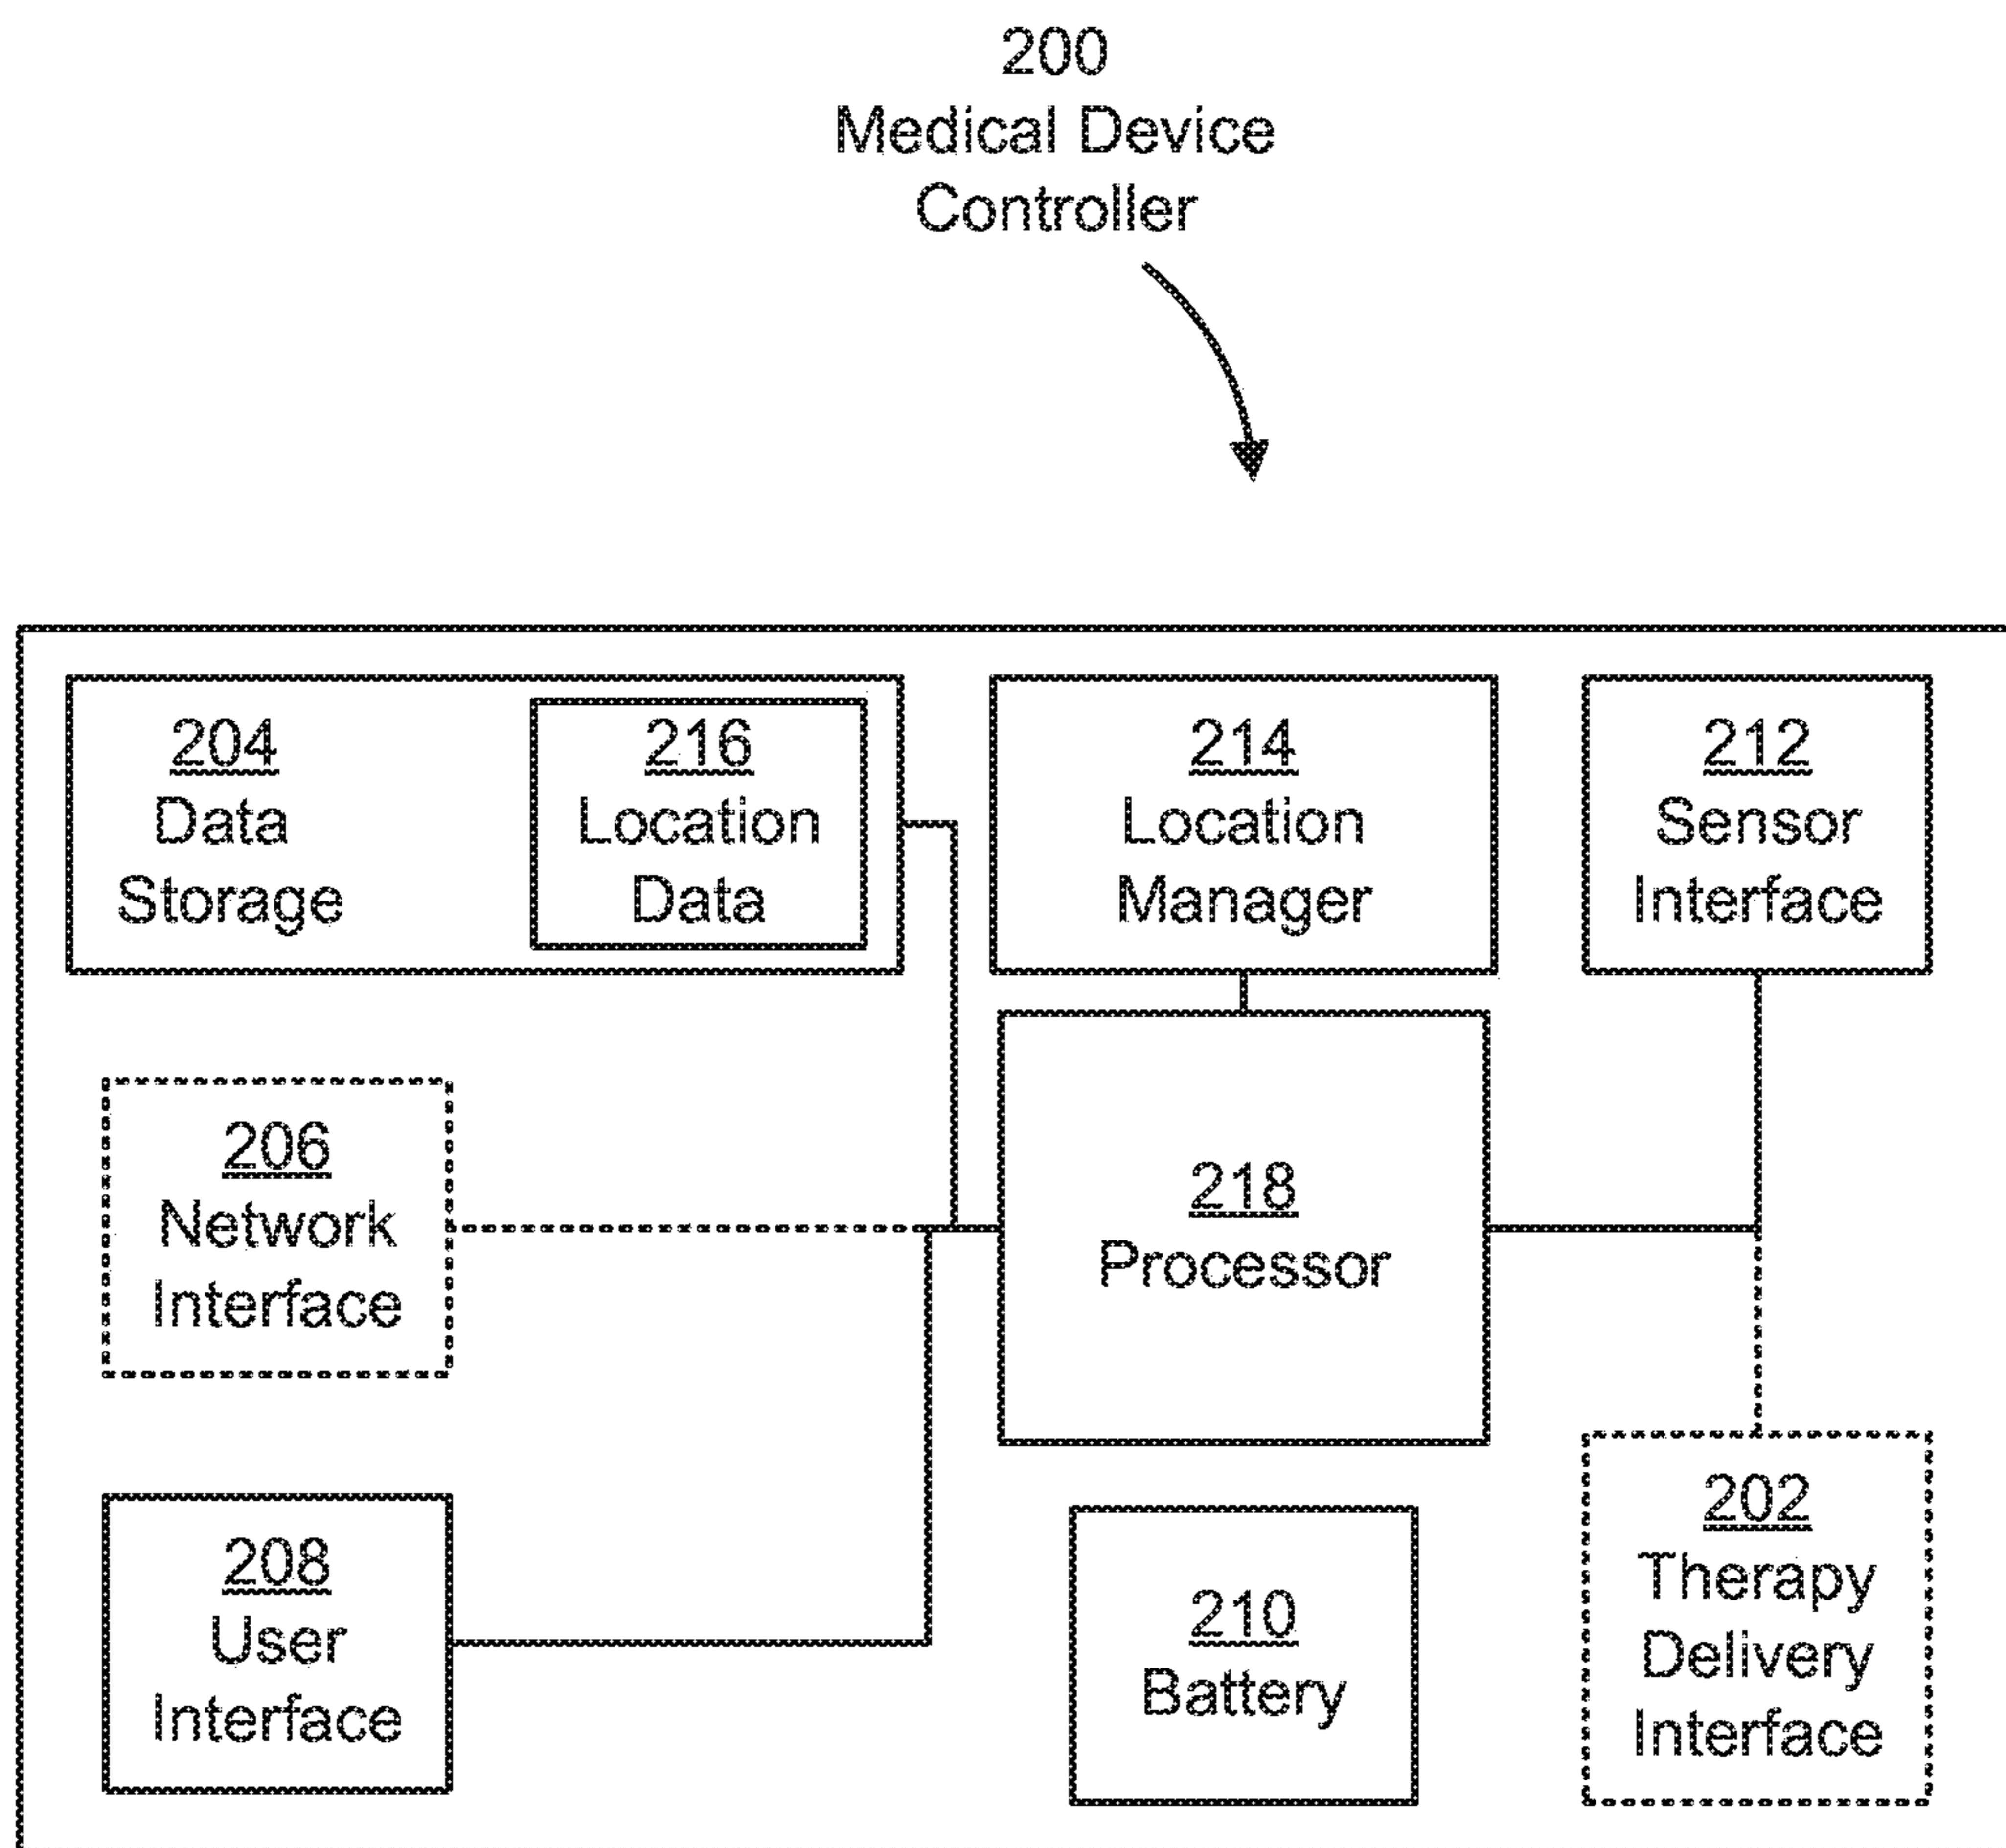 200
Medical Device
Controller
204
Data
Storage
216
Location
Data
214
Location
Manager
212
Sensor
Interface
206
Network
Interface
218
Processor
208
User
Interface
210
Battery
202
Therapy
Delivery
Interface